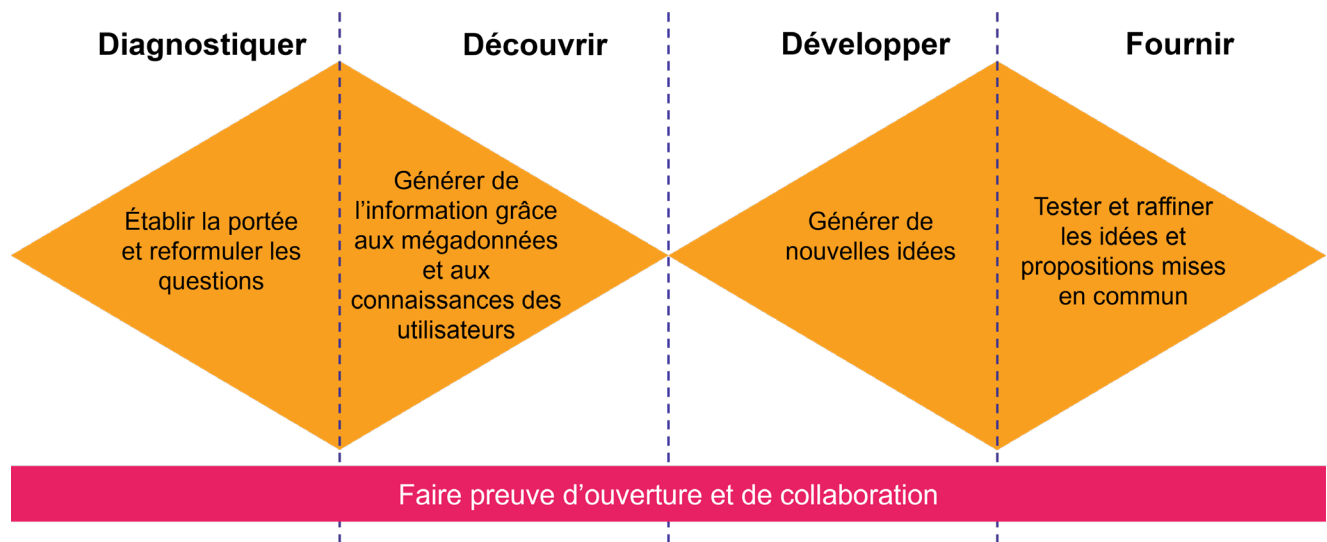 Diagnostiquer
Découvrir
Développer
Fournir
Établir la portée
et reformuler les
questions
Générer de
l’information grâce
aux mégadonnées
et aux
connaissances des
utilisateurs
Générer de
nouvelles idées
Tester et raffiner
les idées et
propositions mises
en commun
Faire preuve d’ouverture et de collaboration